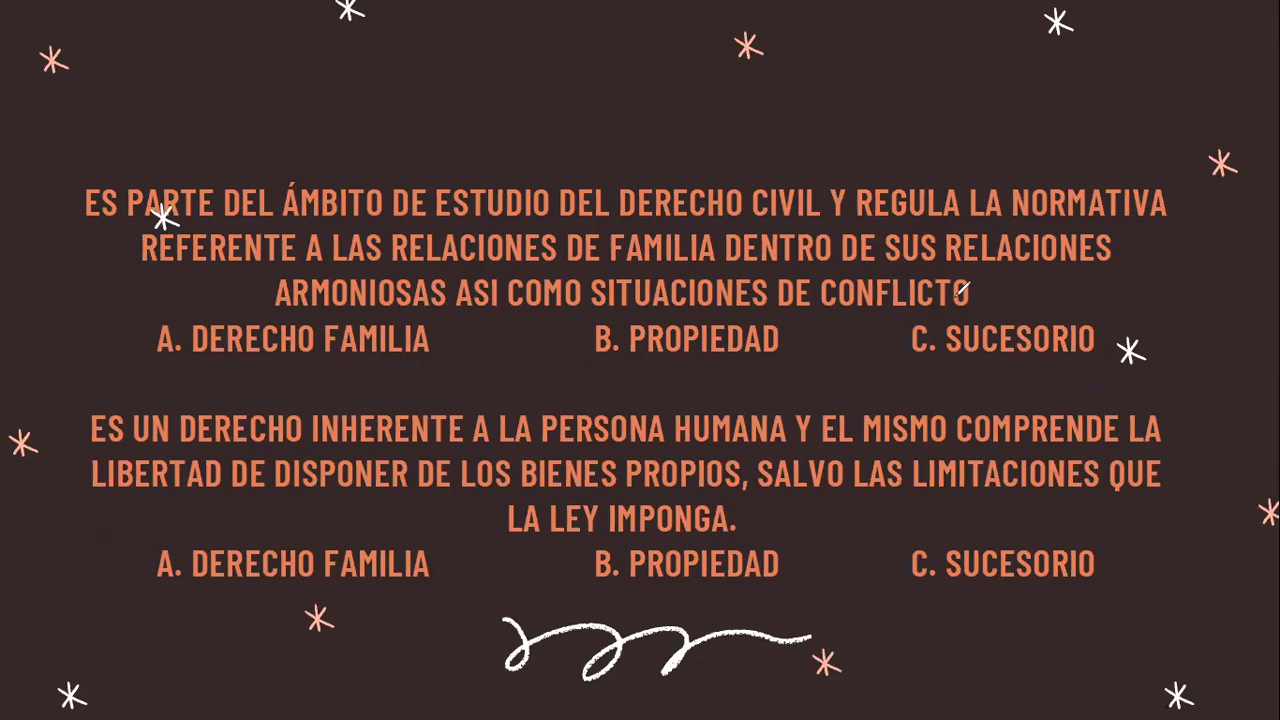 ES PARTE DEL ÁMBITO DE ESTUDIO DEL DERECHO CIVIL Y REGULA LA NORMATIVA
REFERENTE A LAS RELACIONES DE FAMILIA DENTRO DE SUS RELACIONES
ARMONIOSAS ASI COMO SITUACIONES DE CONFLICTO
A. DERECHO FAMILIA B. PROPIEDAD C. SUCESORIO
ES UN DERECHO INHERENTE A LA PERSONA HUMANA Y EL MISMO COMPRENDE LA
LIBERTAD DE DISPONER DE LOS BIENES PROPIOS, SALVO LAS LIMITACIONES QUE
LA LEY IMPONGA.
A. DERECHO FAMILIA B. PROPIEDAD C. SUCESORIO